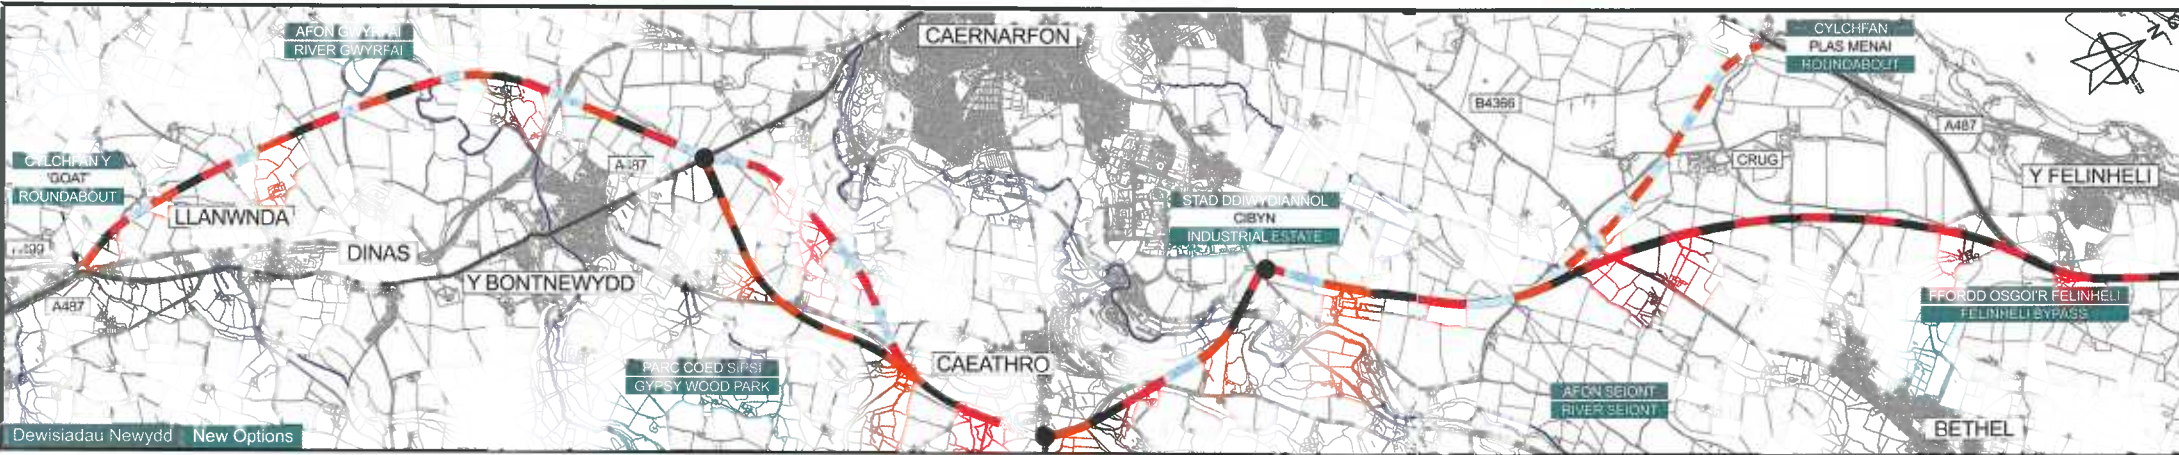 AFON GWYRFAI
RIVER GWYRFAI
CAERNARFON
CYLCHFAN
PLAS MENAI
ROUNDABOUT
N
B4366
A487
CYLCHFAN Y
'GOAT'
ROUNDABOUT
LLANWNDA
A487
CRUG
Y FELINHELI
STAD DDIWYDIANNOL
CIBYN
INDUSTRIAL ESTATE
A499
DINAS
Y BONTNEWYDD
A487
FFORDD OSGOI'R FELINHELI
FELINHELI BYPASS
PARC COED SIPSI
GYPSY WOOD PARK
CAEATHRO
AFON SEIONT
RIVER SEIONT
BETHEL
Dewisiadau Newydd New Options